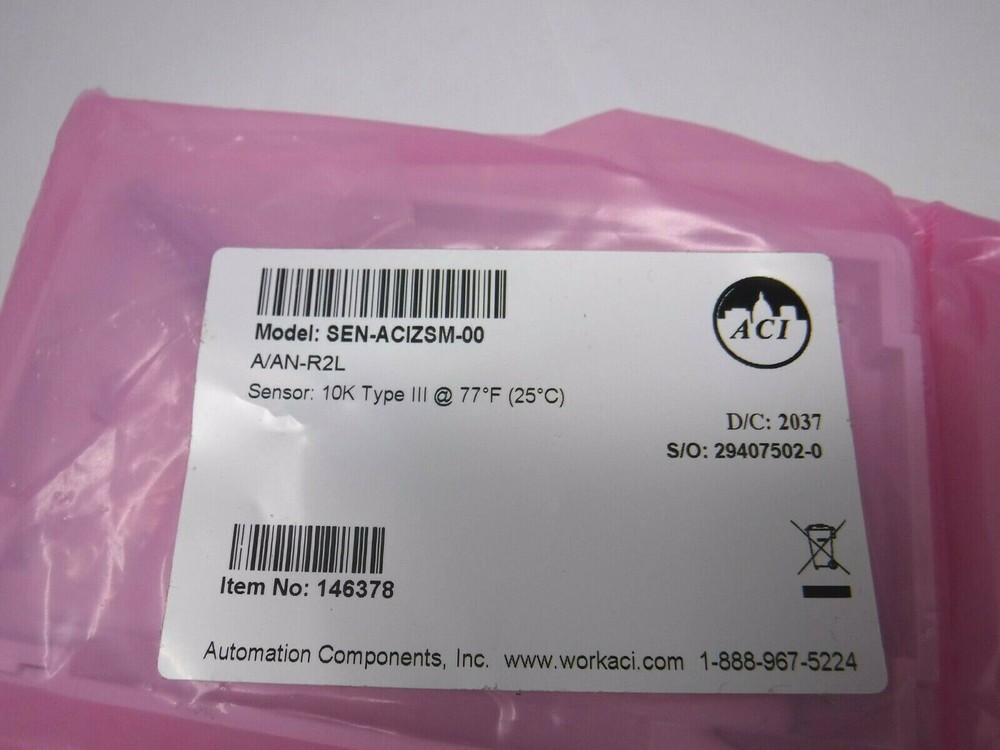 Model: SEN-ACIZSM-00
A/AN-R2L
Sensor: 10K Type III @ 77°F (25°C)
ACI
D/C: 2037
S/O: 29407502-0
Item No: 146378
Automation Components, Inc. www.workaci.com 1-888-967-5224